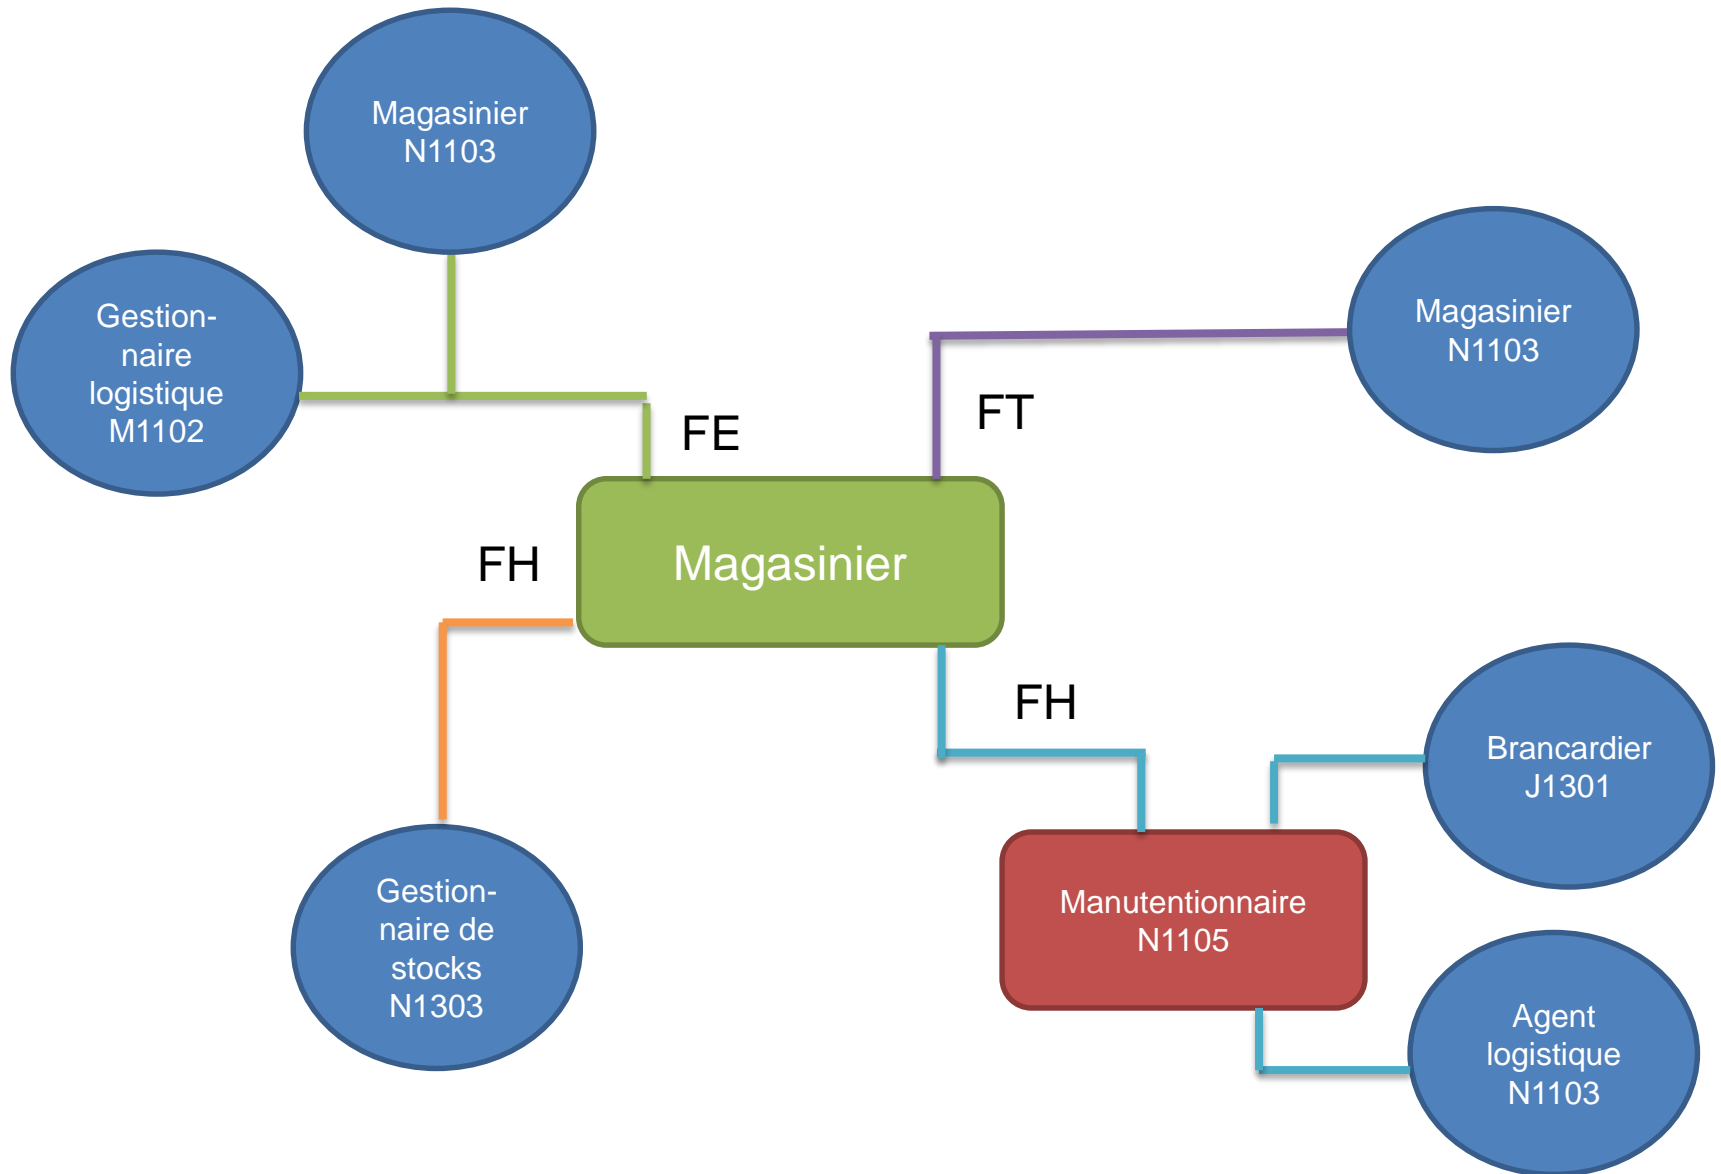 Magasinier
N1103
Gestion-
naire
logistique
M1102
Magasinier
N1103
FE
FT
FH
Magasinier
FH
Brancardier
J1301
Gestion-
naire de
stocks
N1303
Manutentionnaire
N1105
Agent
logistique
N1103